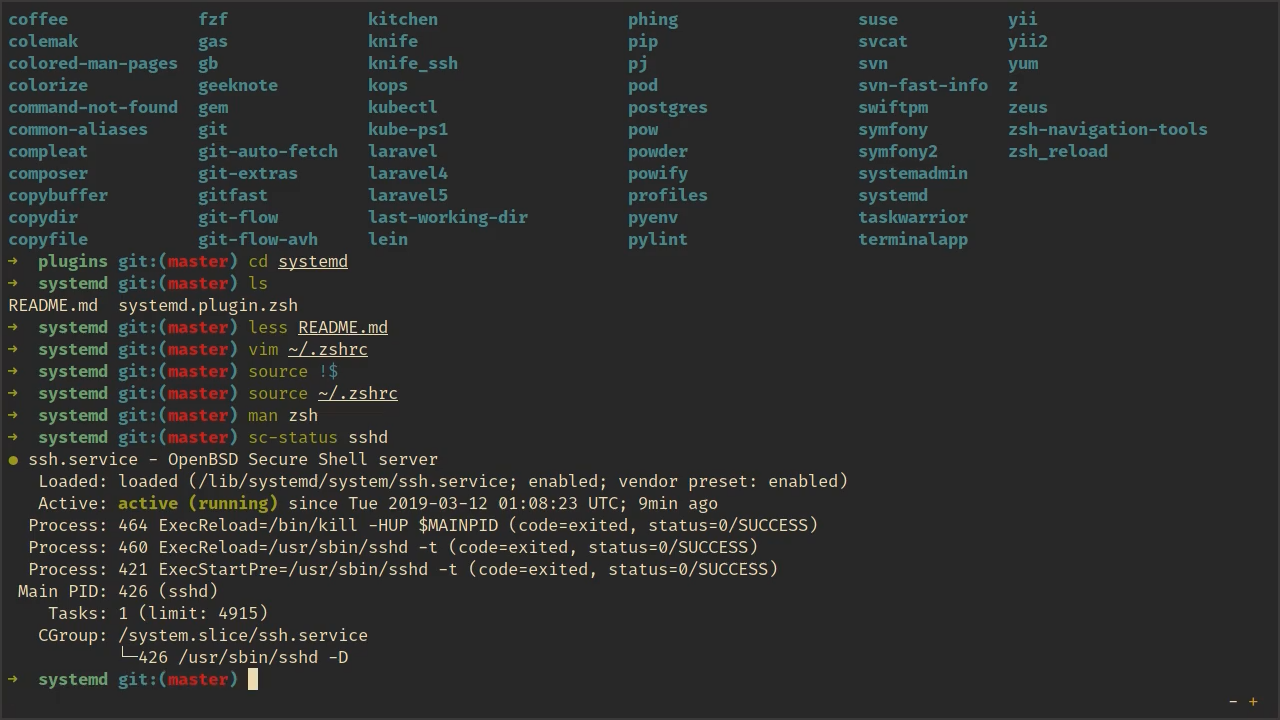 coffee fzf kitchen phing suse yii
colemak gas knife pip svcat yii2
colored-man-pages gb knife_ssh pj svn yum
colorize geeknote kops pod svn-fast-info z
command-not-found gem kubectl postgres swiftpm zeus
common-aliases git kube-ps1 pow symfony zsh-navigation-tools
compleat git-auto-fetch laravel powder symfony2 zsh_reload
composer git-extras laravel4 powify systemadmin
copybuffer gitfast laravel5 profiles systemd
copydir git-flow last-working-dir pyenv taskwarrior
copyfile git-flow-avh lein pylint terminalapp
➜ plugins git:(master) cd systemd
➜ systemd git:(master) ls
README.md systemd.plugin.zsh
➜ systemd git:(master) less README.md
➜ systemd git:(master) vim ~/.zshrc
➜ systemd git:(master) source !$
➜ systemd git:(master) source ~/.zshrc
➜ systemd git:(master) man zsh
➜ systemd git:(master) sc-status sshd
● ssh.service - OpenBSD Secure Shell server
Loaded: loaded (/lib/systemd/system/ssh.service; enabled; vendor preset: enabled)
Active: active (running) since Tue 2019-03-12 01:08:23 UTC; 9min ago
Process: 464 ExecReload=/bin/kill -HUP $MAINPID (code=exited, status=0/SUCCESS)
Process: 460 ExecReload=/usr/sbin/sshd -t (code=exited, status=0/SUCCESS)
Process: 421 ExecStartPre=/usr/sbin/sshd -t (code=exited, status=0/SUCCESS)
Main PID: 426 (sshd)
Tasks: 1 (limit: 4915)
CGroup: /system.slice/ssh.service
└─426 /usr/sbin/sshd -D
➜ systemd git:(master)
- +